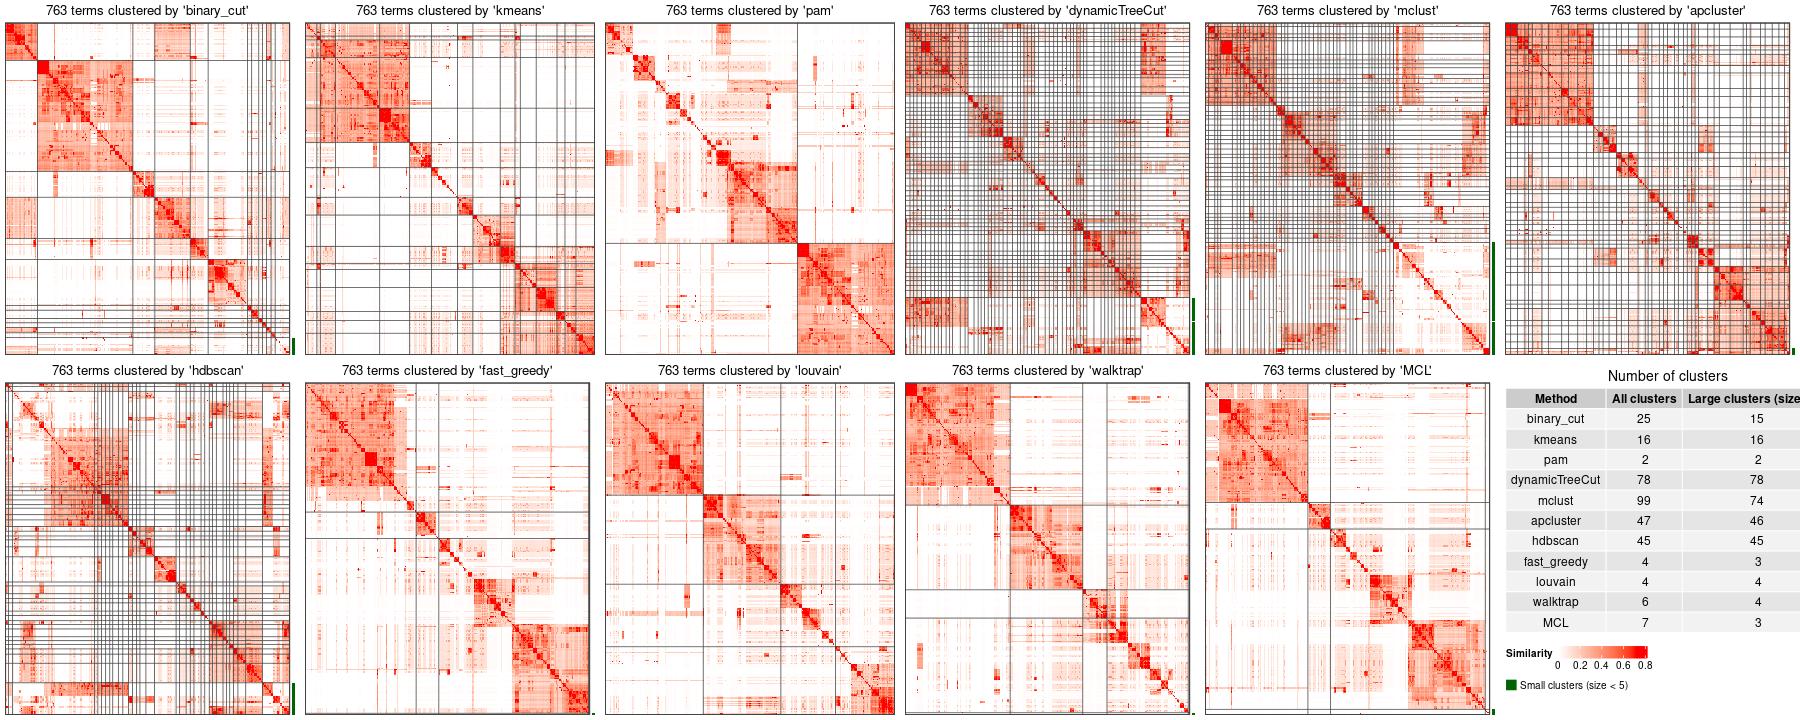 763 terms clustered by 'binary_cut'
763 terms clustered by 'kmeans'
763 terms clustered by 'pam'
763 terms clustered by 'dynamicTreeCut'
763 terms clustered by 'mclust'
763 terms clustered by 'apcluster'
763 terms clustered by 'hdbscan'
763 terms clustered by 'fast_greedy'
763 terms clustered by 'louvain'
763 terms clustered by 'walktrap'
763 terms clustered by 'MCL'
Number of clusters
Method All clusters Large clusters (size
binary_cut 25 15
kmeans 16 16
pam 2 2
dynamicTreeCut 78 78
mclust 99 74
apcluster 47 46
hdbscan 45 45
fast_greedy 4 3
louvain 4 4
walktrap 6 4
MCL 7 3
Similarity
0 0.2 0.4 0.6 0.8
Small clusters (size < 5)